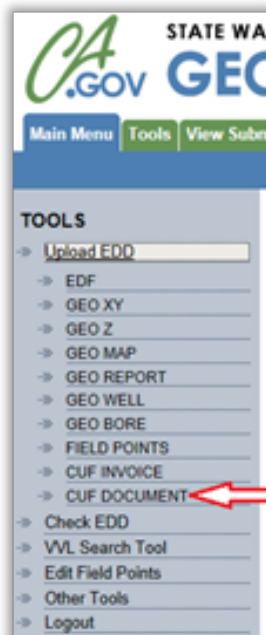 STATE WA
CA
.GOV GEO
Main Menu Tools View Subm
TOOLS
Upload EDD
EDF
GEO XY
GEO Z
GEO MAP
GEO REPORT
GEO WELL
GEO BORE
FIELD POINTS
CUF INVOICE
CUF DOCUMENT
Check EDD
VVL Search Tool
Edit Field Points
Other Tools
Logout